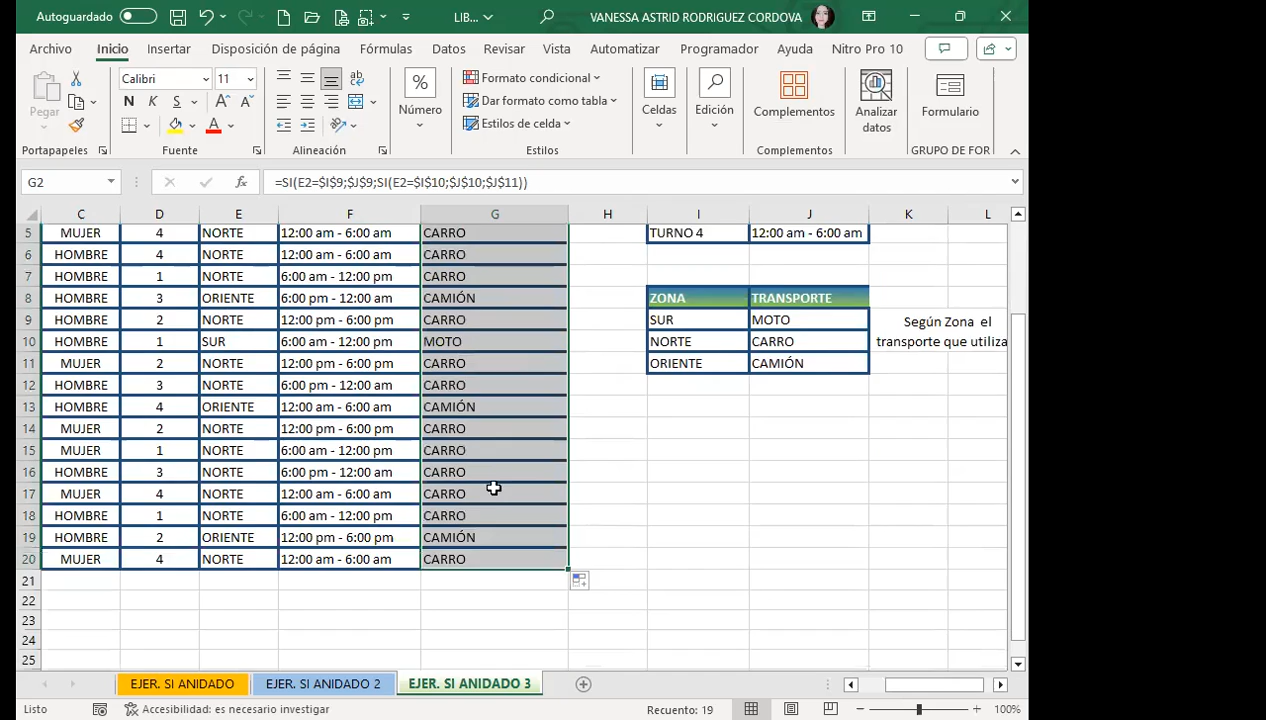 Autoguardado LIB... VANESSA ASTRID RODRIGUEZ CORDOVA
Archivo Inicio Insertar Disposición de página Fórmulas Datos Revisar Vista Automatizar Programador Ayuda Nitro Pro 10
Pegar Calibri 11 Número Formato condicional Dar formato como tabla Estilos de celda Celdas Edición Complementos Analizar datos Formulario
N K S A A A ab %
Portapapeles Fuente Alineación Estilos Complementos GRUPO DE FOR
G2 fx =SI(E2=$I$9;$J$9;SI(E2=$I$10;$J$10;$J$11))
C D E F G H I J K L
5 MUJER 4 NORTE 12:00 am - 6:00 am CARRO TURNO 4 12:00 am - 6:00 am
6 HOMBRE 4 NORTE 12:00 am - 6:00 am CARRO
7 HOMBRE 1 NORTE 6:00 am - 12:00 pm CARRO
8 HOMBRE 3 ORIENTE 6:00 pm - 12:00 am CAMIÓN ZONA TRANSPORTE
9 HOMBRE 2 NORTE 12:00 pm - 6:00 pm CARRO SUR MOTO Según Zona el
10 HOMBRE 1 SUR 6:00 am - 12:00 pm MOTO NORTE CARRO transporte que utiliza
11 MUJER 2 NORTE 12:00 pm - 6:00 pm CARRO ORIENTE CAMIÓN
12 HOMBRE 3 NORTE 6:00 pm - 12:00 am CARRO
13 HOMBRE 4 ORIENTE 12:00 am - 6:00 am CAMIÓN
14 MUJER 2 NORTE 12:00 pm - 6:00 pm CARRO
15 MUJER 1 NORTE 6:00 am - 12:00 pm CARRO
16 HOMBRE 3 NORTE 6:00 pm - 12:00 am CARRO
17 MUJER 4 NORTE 12:00 am - 6:00 am CARRO
18 HOMBRE 1 NORTE 6:00 am - 12:00 pm CARRO
19 HOMBRE 2 ORIENTE 12:00 pm - 6:00 pm CAMIÓN
20 MUJER 4 NORTE 12:00 am - 6:00 am CARRO
21
22
23
24
25
EJER. SI ANIDADO EJER. SI ANIDADO 2 EJER. SI ANIDADO 3
Listo Accesibilidad: es necesario investigar Recuento: 19 100%